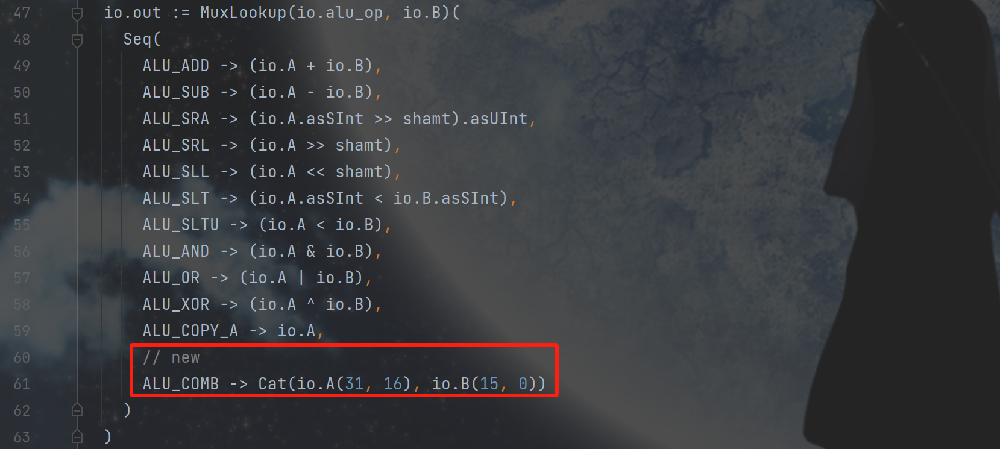 47 io.out := MuxLookup(io.alu_op, io.B)(
48 Seq(
49 ALU_ADD -> (io.A + io.B),
50 ALU_SUB -> (io.A - io.B),
51 ALU_SRA -> (io.A.asSInt >> shamt).asUInt,
52 ALU_SRL -> (io.A >> shamt),
53 ALU_SLL -> (io.A << shamt),
54 ALU_SLT -> (io.A.asSInt < io.B.asSInt),
55 ALU_SLTU -> (io.A < io.B),
56 ALU_AND -> (io.A & io.B),
57 ALU_OR -> (io.A | io.B),
58 ALU_XOR -> (io.A ^ io.B),
59 ALU_COPY_A -> io.A,
60 // new
61 ALU_COMB -> Cat(io.A(31, 16), io.B(15, 0))
62 )
63 )